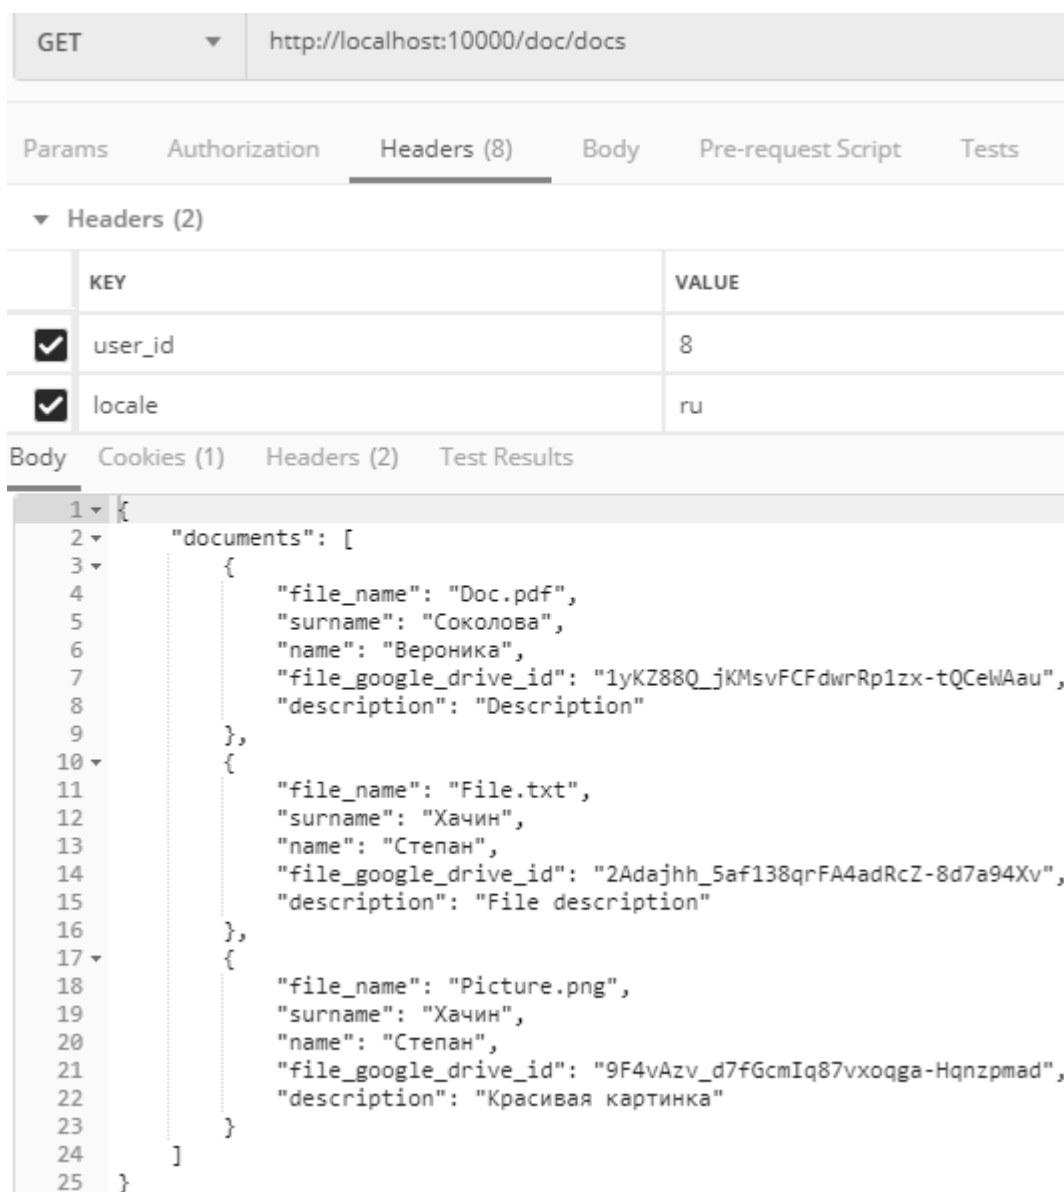 GET http://localhost:10000/doc/docs
Params Authorization Headers (8) Body Pre-request Script Tests
Headers (2)
KEY VALUE
user_id 8
locale ru
Body Cookies (1) Headers (2) Test Results
1 {
2 "documents": [
3 {
4 "file_name": "Doc.pdf",
5 "surname": "Соколова",
6 "name": "Вероника",
7 "file_google_drive_id": "1yKZ88Q_jKMsvFCFdwrRp1zx-tQCeWAau",
8 "description": "Description"
9 },
10 {
11 "file_name": "File.txt",
12 "surname": "Хачин",
13 "name": "Степан",
14 "file_google_drive_id": "2Adajhh_5af138qrFA4adRcZ-8d7a94Xv",
15 "description": "File description"
16 },
17 {
18 "file_name": "Picture.png",
19 "surname": "Хачин",
20 "name": "Степан",
21 "file_google_drive_id": "9F4vAzv_d7fGcmIq87vxoqga-Hqnzpmad",
22 "description": "Красивая картинка"
23 }
24 ]
25 }